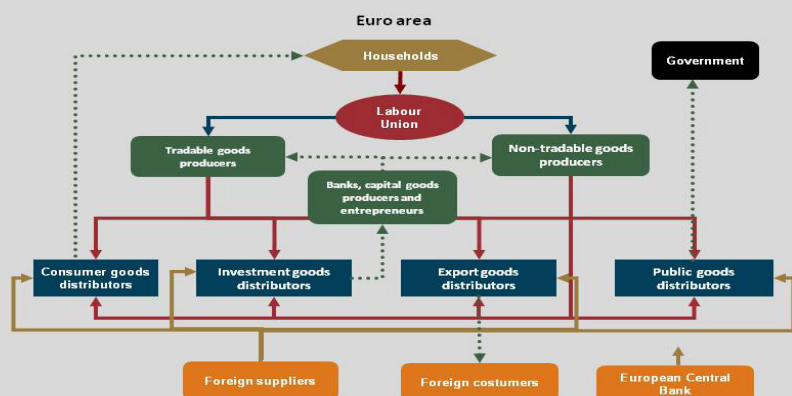 Euro area
Households
Government
Labour
Union
Tradable goods
producers
Non-tradable goods
producers
Banks, capital goods
producers and
entrepreneurs
Consumer goods
distributors
Investment goods
distributors
Export goods
distributors
Public goods
distributors
Foreign suppliers
Foreign costumers
European Central
Bank